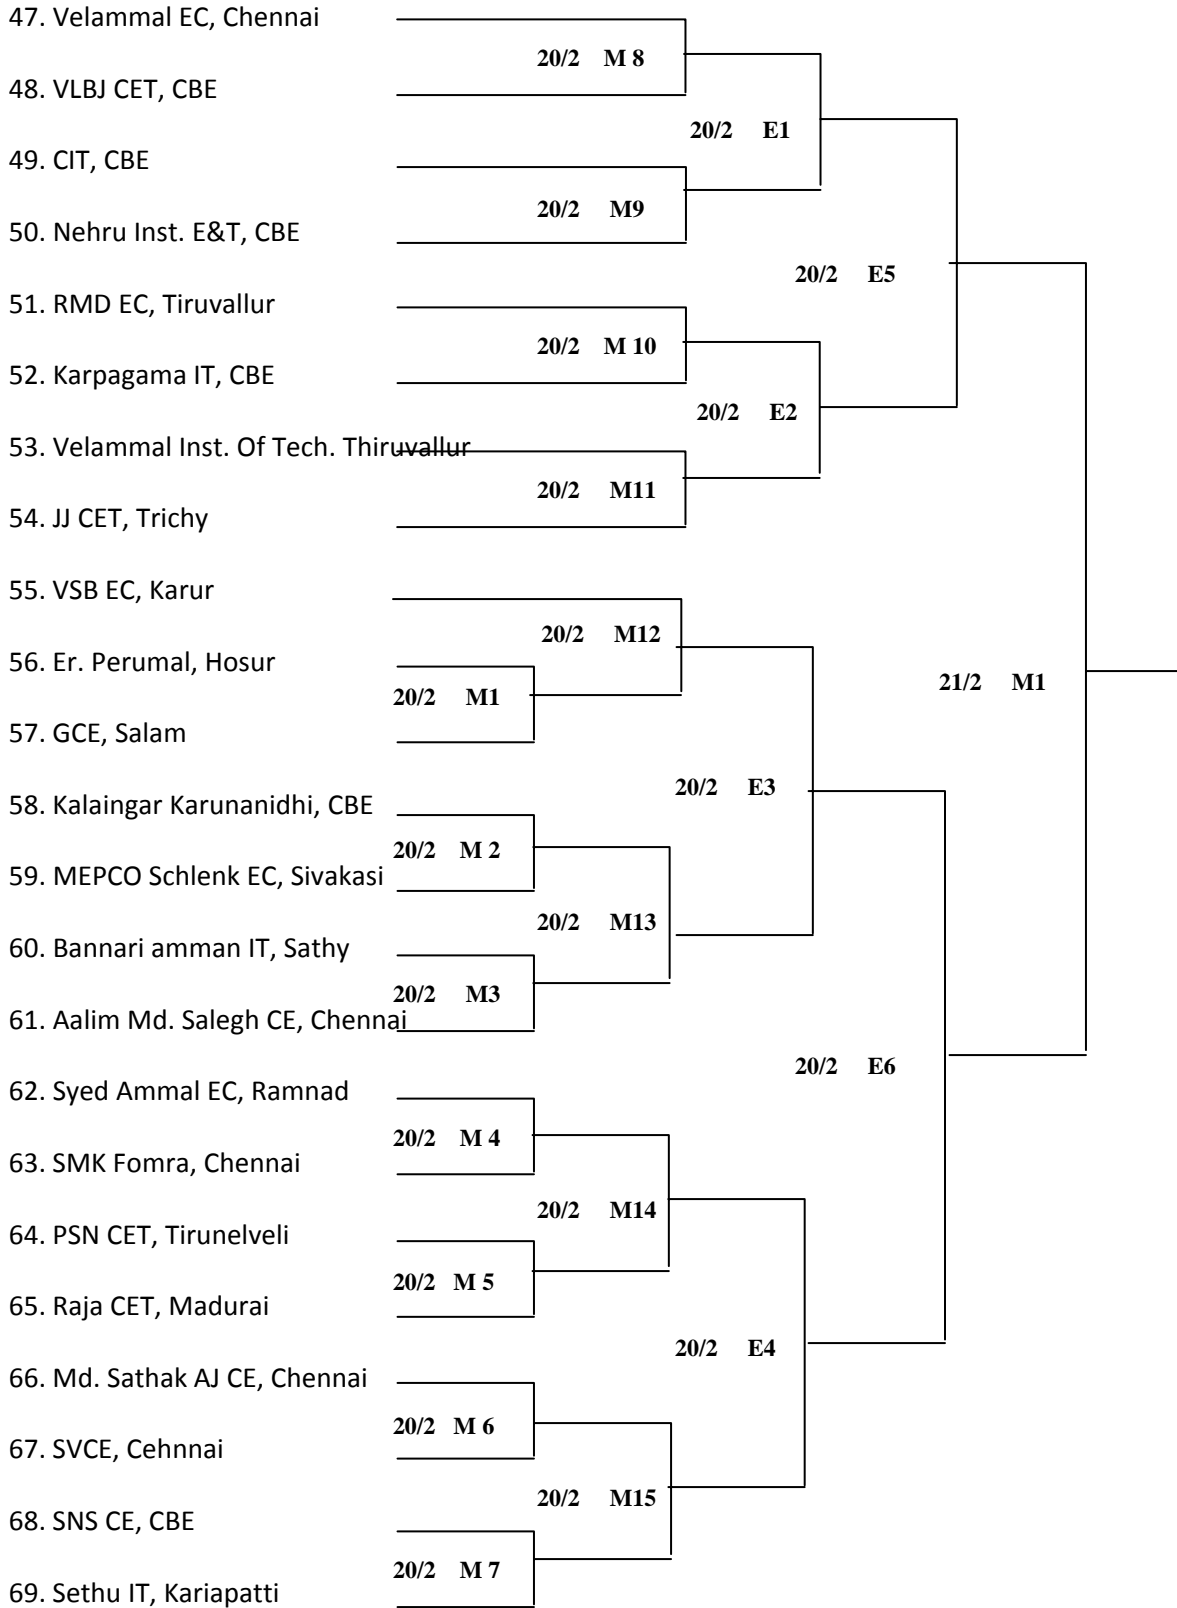 47. Velammal EC, Chennai
20/2 M 8
48. VLBJ CET, CBE
20/2 E1
49. CIT, CBE
20/2 M9
50. Nehru Inst. E&T, CBE
20/2 E5
51. RMD EC, Tiruvallur
20/2 M 10
52. Karpagama IT, CBE
20/2 E2
53. Velammal Inst. Of Tech. Thiruvallur
20/2 M11
54. JJ CET, Trichy
55. VSB EC, Karur
20/2 M12
56. Er. Perumal, Hosur
21/2 M1
20/2 M1
57. GCE, Salam
20/2 E3
58. Kalaingar Karunanidhi, CBE
20/2 M 2
59. MEPCO Schlenk EC, Sivakasi
20/2 M13
60. Bannari amman IT, Sathy
20/2 M3
61. Aalim Md. Salegh CE, Chennai
20/2 E6
62. Syed Ammal EC, Ramnad
20/2 M 4
63. SMK Fomra, Chennai
20/2 M14
64. PSN CET, Tirunelveli
20/2 M 5
65. Raja CET, Madurai
20/2 E4
66. Md. Sathak AJ CE, Chennai
20/2 M 6
67. SVCE, Cehnnai
20/2 M15
68. SNS CE, CBE
20/2 M 7
69. Sethu IT, Kariapatti